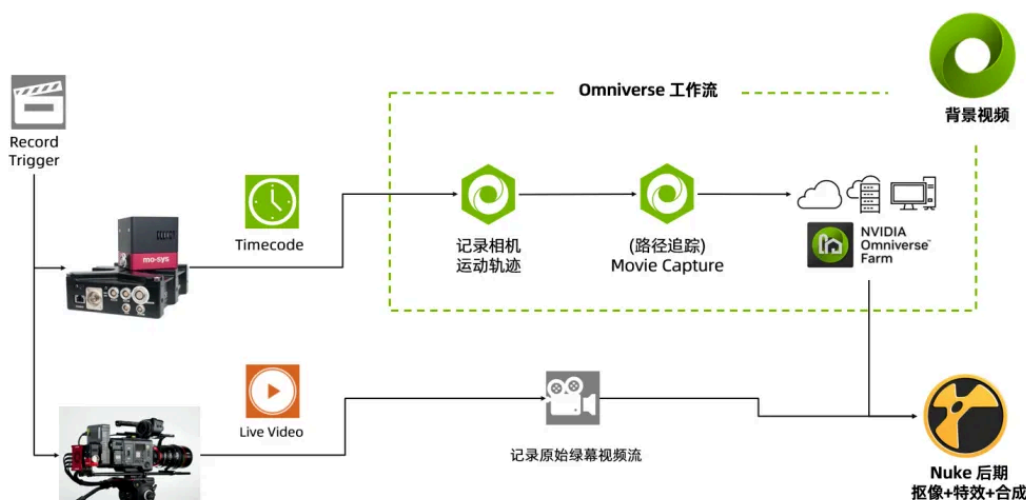 Omniverse 工作流
背景视频
Record
Trigger
Timecode
mo-sys
记录相机
运动轨迹
(路径追踪)
Movie Capture
NVIDIA
Omniverse™
Farm
Live Video
记录原始绿幕视频流
Nuke 后期
抠像+特效+合成